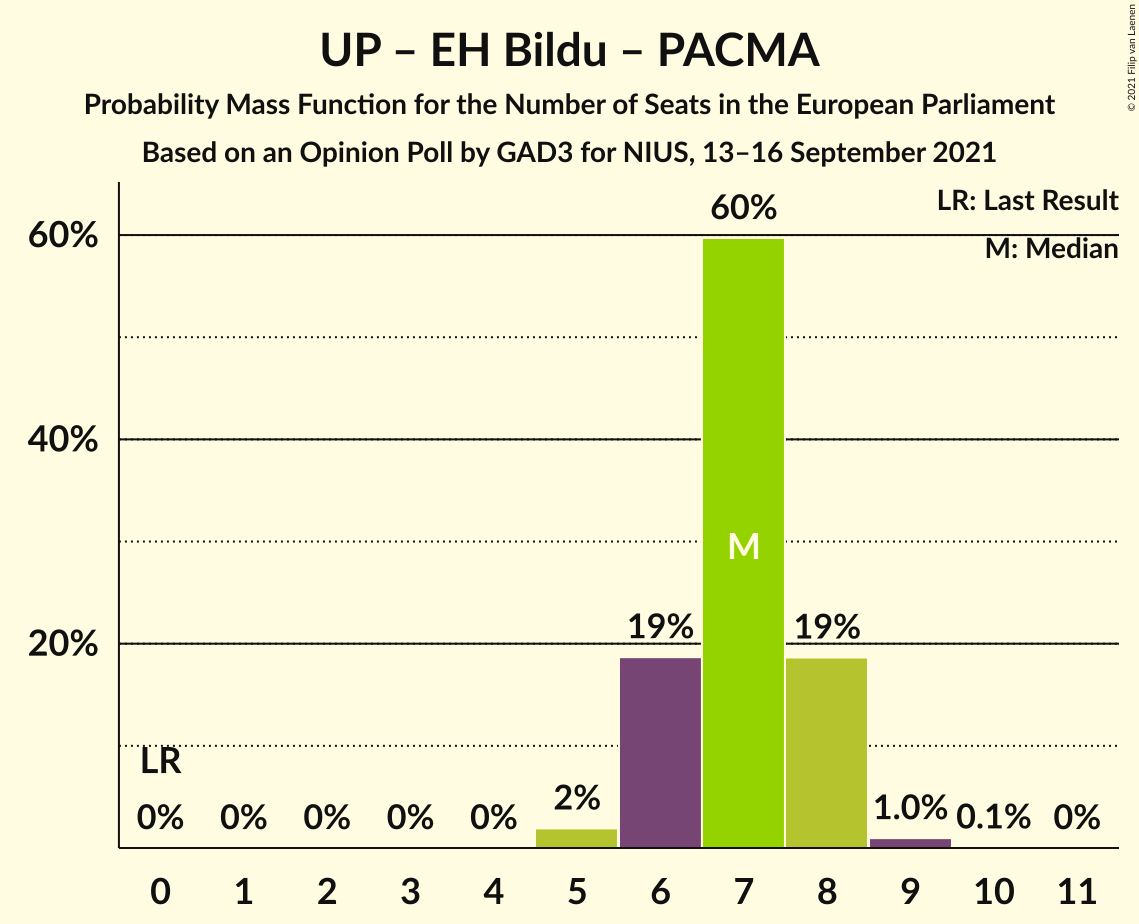 UP – EH Bildu – PACMA
Probability Mass Function for the Number of Seats in the European Parliament
Based on an Opinion Poll by GAD3 for NIUS, 13–16 September 2021
© 2021 Filip van Laenen
LR: Last Result
M: Median
60%
40%
20%
60%
M
19%
19%
LR
0%
0%
0%
0%
0%
2%
1.0%
0.1%
0%
0 1 2 3 4 5 6 7 8 9 10 11